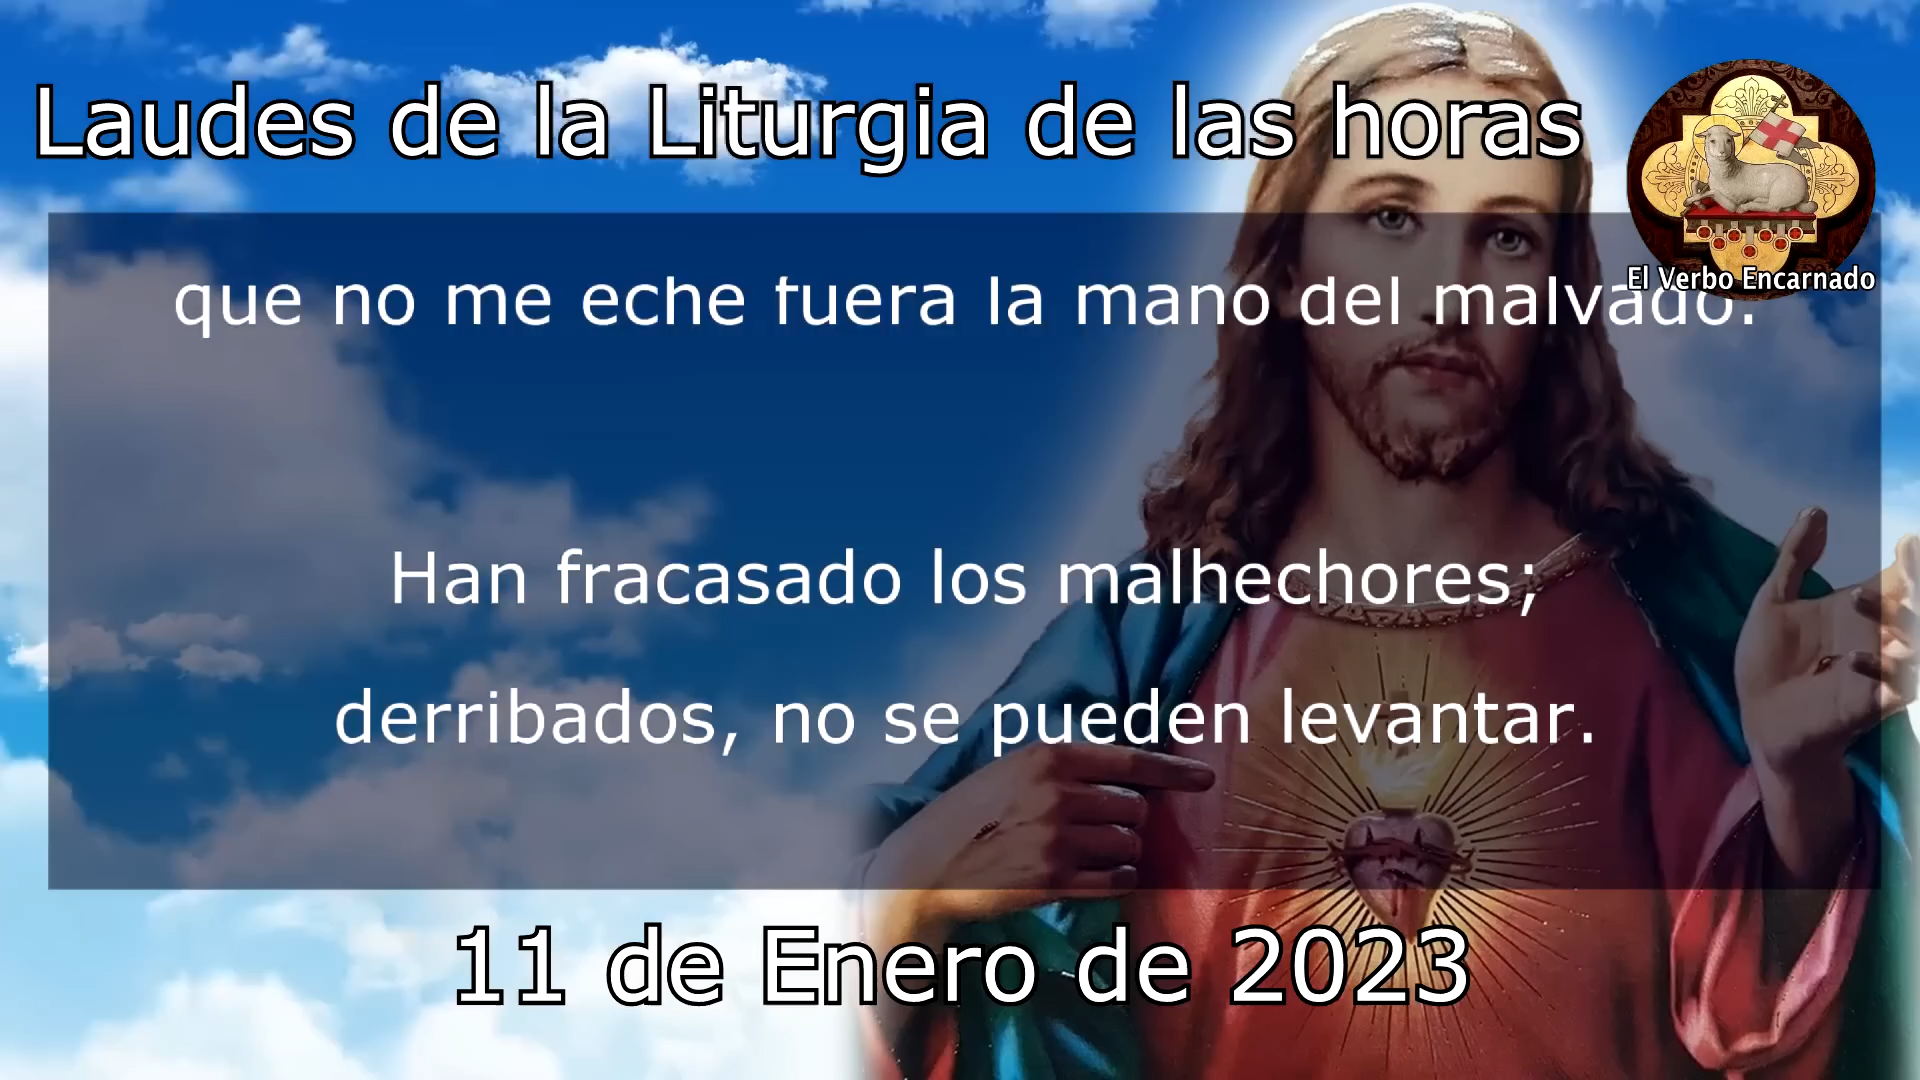 Laudes de la Liturgia de las horas
El Verbo Encarnado
que no me eche fuera la mano del malvado.
Han fracasado los malhechores;
derribados, no se pueden levantar.
11 de Enero de 2023